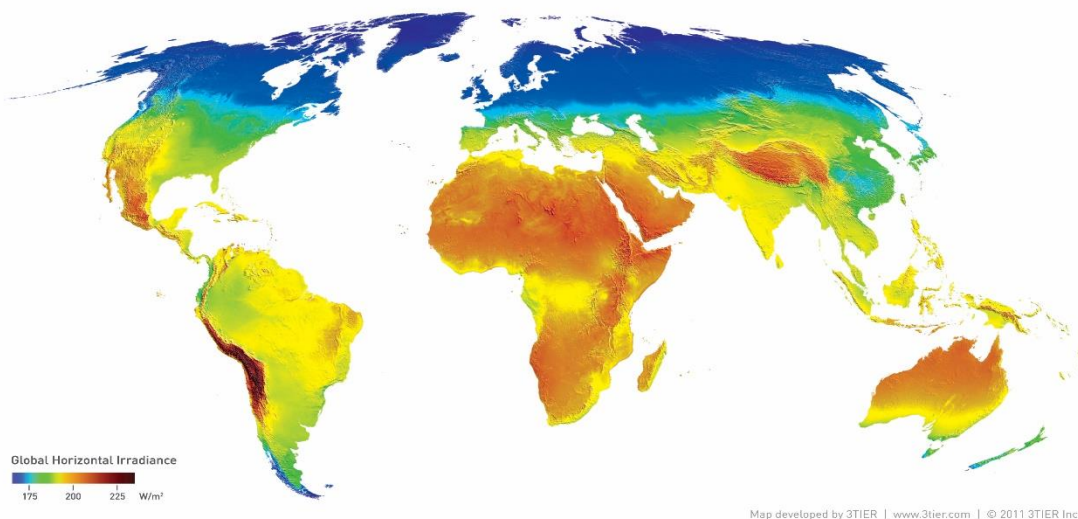 Global Horizontal Irradiance
175 200 225 W/m²
Map developed by 3TIER | www.3tier.com | © 2011 3TIER Inc